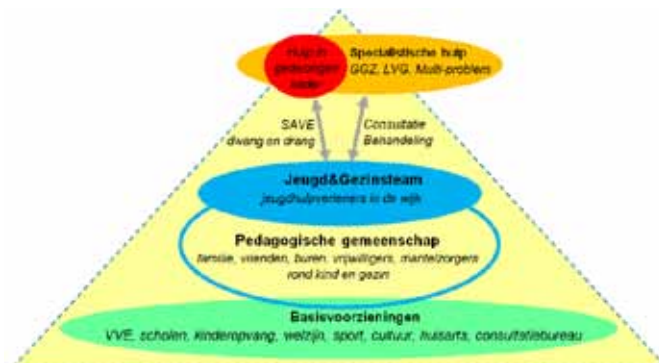 Hulp in
gedwongen
kader
Specialistische hulp
GGZ, LVG, Multi-problem
SAVE
dwang en drang
Consultatie
Behandeling
Jeugd&Gezinsteam
jeugdhulpverleners in de wijk
Pedagogische gemeenschap
familie, vrienden, buren, vrijwilligers, mantelzorgers
rond kind en gezin
Basisvoorzieningen
VVE, scholen, kinderopvang, welzijn, sport, cultuur, huisarts, consultatiebureau